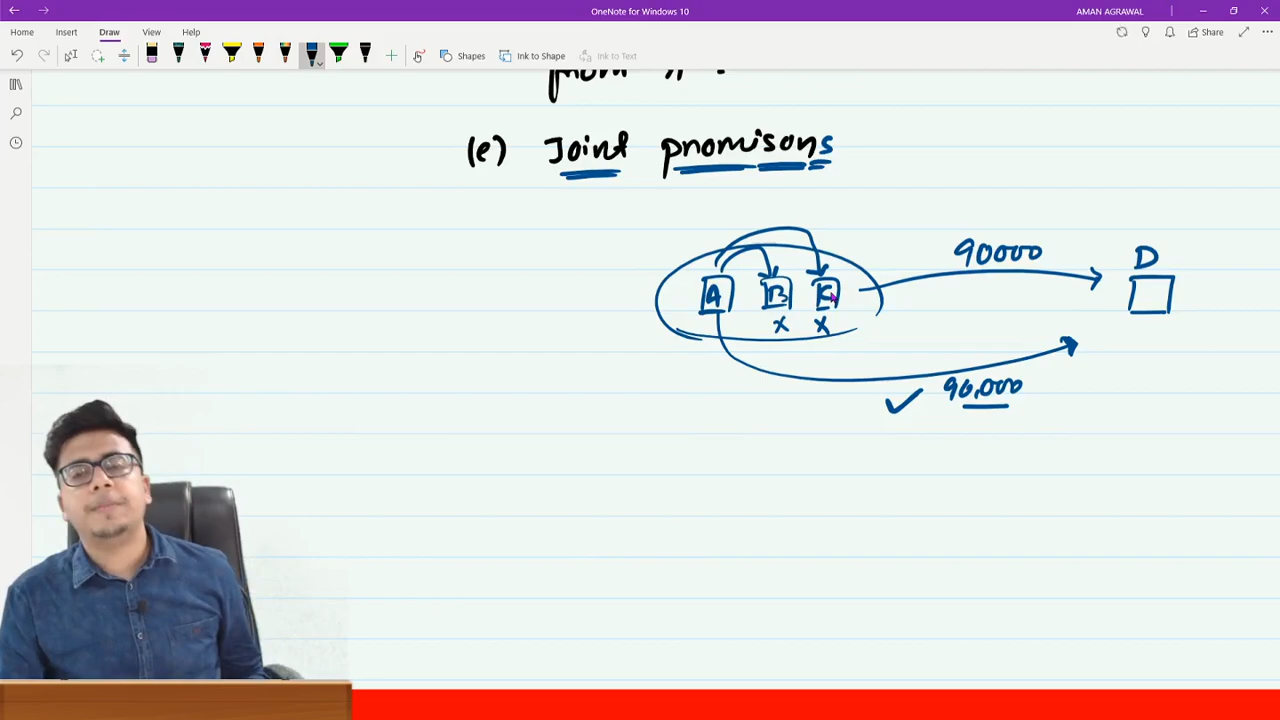 OneNote for Windows 10
AMAN AGRAWAL
Home Insert Draw View Help
Share
Shapes
Ink to Shape
Ink to Text
(e) Joint promisors
90000
D
A B C
x x
90,000